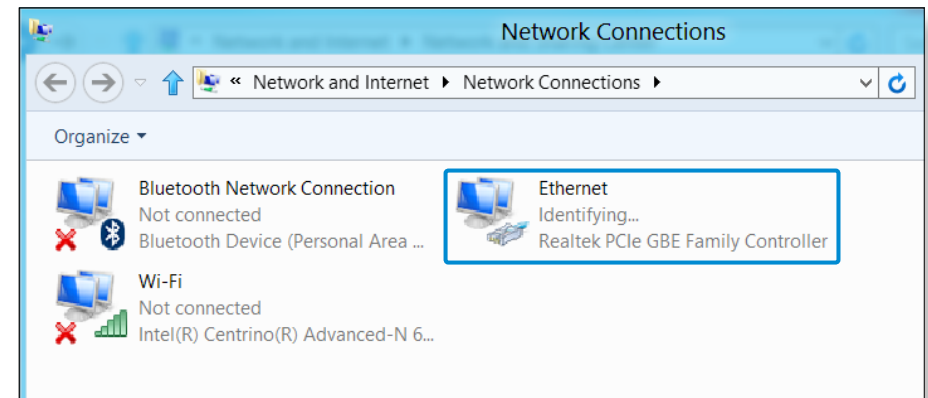 Network Connections
« Network and Internet Network Connections
Organize
Bluetooth Network Connection
Not connected
Bluetooth Device (Personal Area ...
Ethernet
Identifying...
Realtek PCIe GBE Family Controller
Wi-Fi
Not connected
Intel(R) Centrino(R) Advanced-N 6...